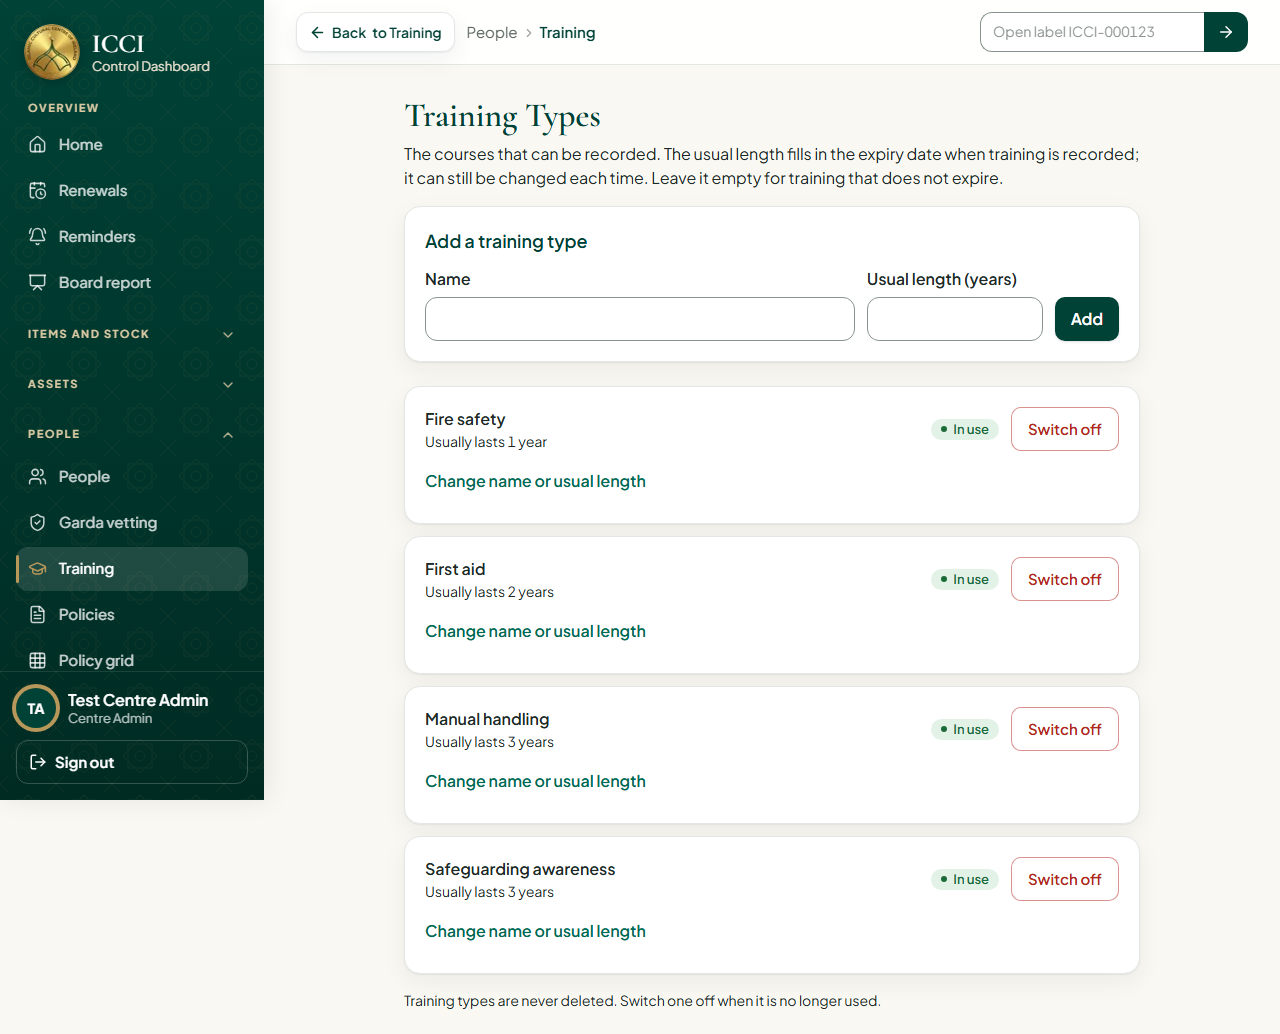 ICCI
Control Dashboard
OVERVIEW
Home
Renewals
Reminders
Board report
ITEMS AND STOCK
ASSETS
PEOPLE
People
Garda vetting
Training
Policies
Policy grid
TA
Test Centre Admin
Centre Admin
Sign out
Back to Training
People > Training
Open label ICCI-000123
Training Types
The courses that can be recorded. The usual length fills in the expiry date when training is recorded;
it can still be changed each time. Leave it empty for training that does not expire.
Add a training type
Name
Usual length (years)
Add
Fire safety
Usually lasts 1 year
In use
Switch off
Change name or usual length
First aid
Usually lasts 2 years
In use
Switch off
Change name or usual length
Manual handling
Usually lasts 3 years
In use
Switch off
Change name or usual length
Safeguarding awareness
Usually lasts 3 years
In use
Switch off
Change name or usual length
Training types are never deleted. Switch one off when it is no longer used.